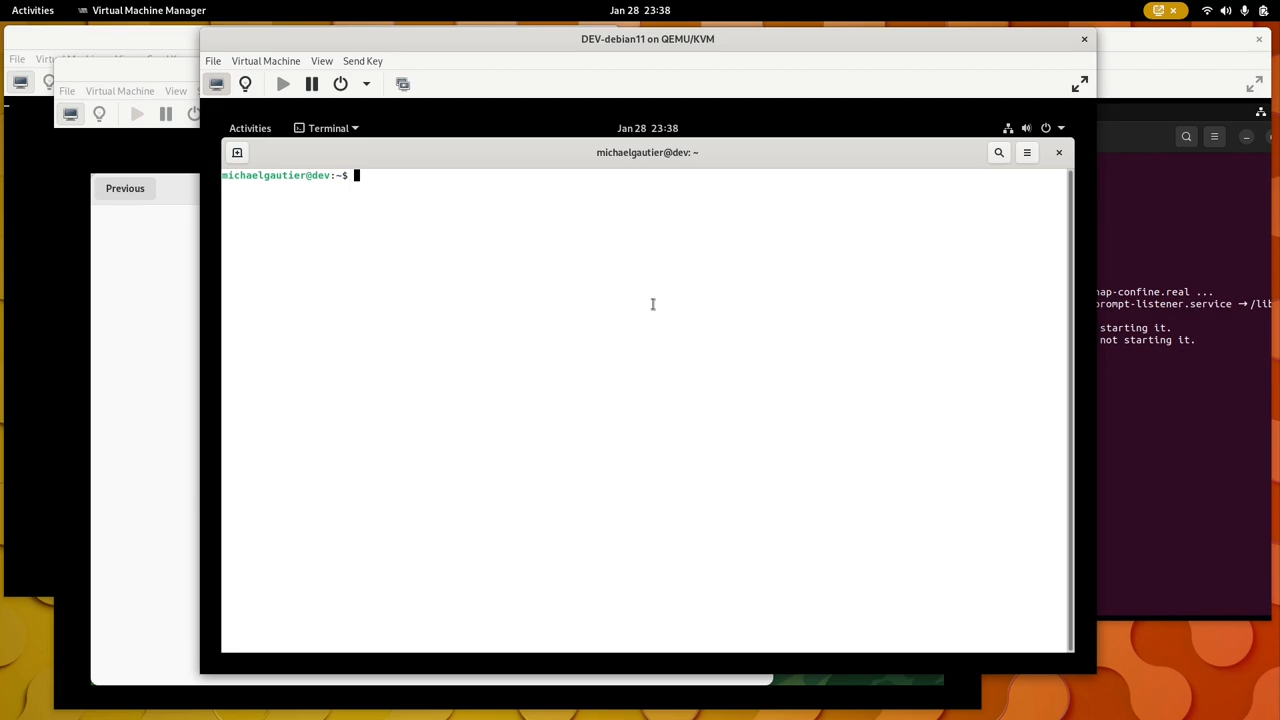 Activities Virtual Machine Manager Jan 28 23:38
DEV-debian11 on QEMU/KVM
File Virtual Machine View Send Key
File
File Virtual Machine View
Activities Terminal Jan 28 23:38
michaelgautier@dev: ~
michaelgautier@dev:~$
Previous
ap-confine.real ...
prompt-listener.service →/lib
starting it.
not starting it.